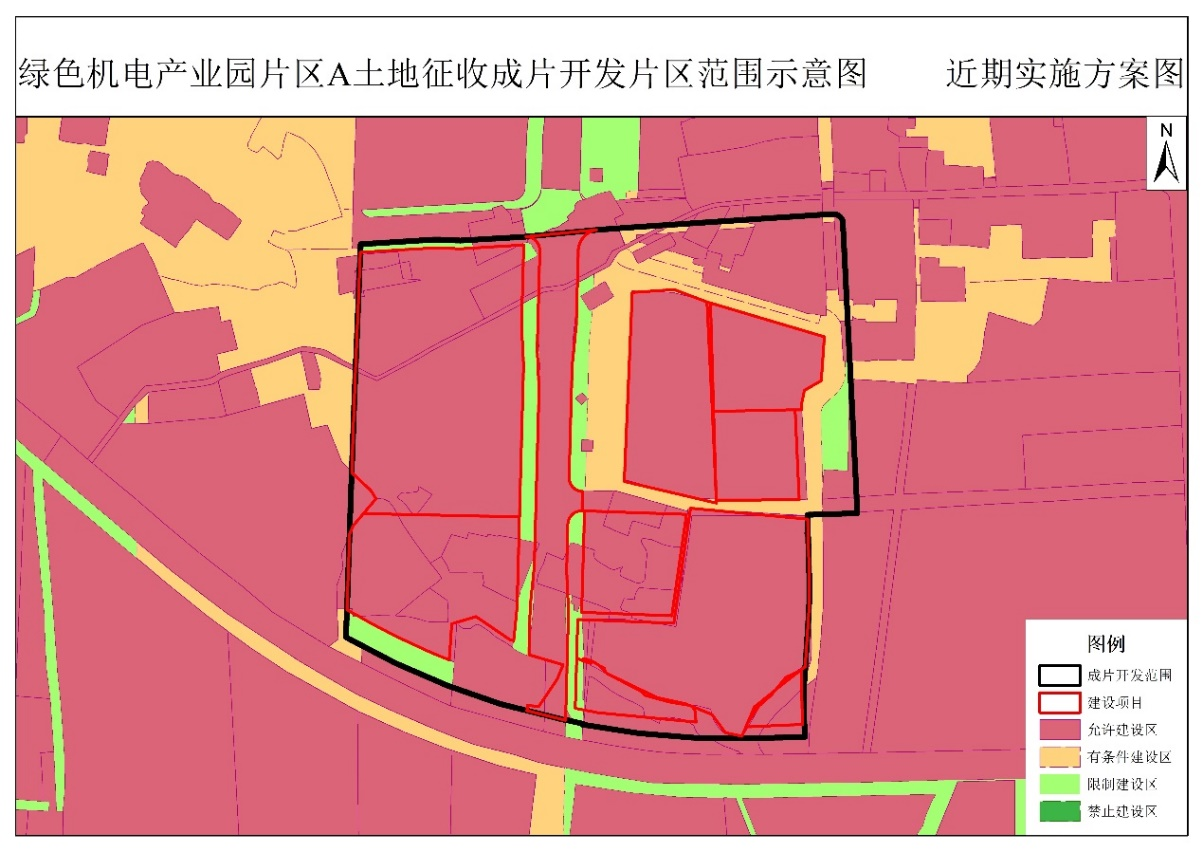 绿色机电产业园片区A土地征收成片开发片区范围示意图 近期实施方案图
N
图例
成片开发范围
建设项目
允许建设区
有条件建设区
限制建设区
禁止建设区